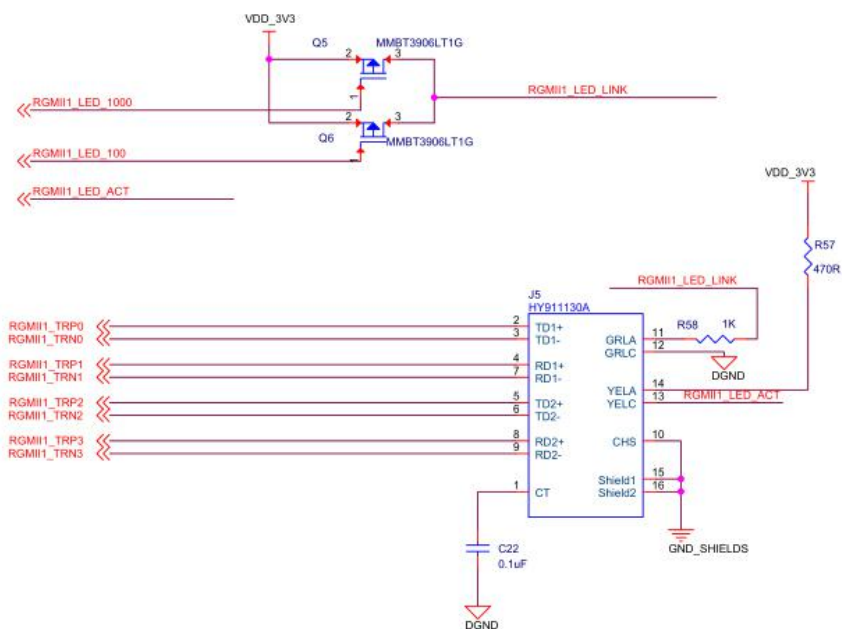 VDD_3V3
Q5
MMBT3906LT1G
2
3
1
RGMII1_LED_1000
RGMII1_LED_LINK
2
3
Q6
MMBT3906LT1G
1
RGMII1_LED_100
RGMII1_LED_ACT
VDD_3V3
R57
470R
RGMII1_LED_LINK
J5
HY911130A
R58
1K
RGMII1_TRP0
2
TD1+
GRLA
11
RGMII1_TRN0
3
TD1-
GRLC
12
DGND
RGMII1_TRP1
4
RD1+
RGMII1_TRN1
7
RD1-
YELA
14
RGMII1_TRP2
5
TD2+
YELC
13
RGMII1_LED_ACT
RGMII1_TRN2
6
TD2-
RGMII1_TRP3
8
RD2+
CHS
10
RGMII1_TRN3
9
RD2-
Shield1
15
1
CT
Shield2
16
GND_SHIELDS
C22
0.1uF
DGND